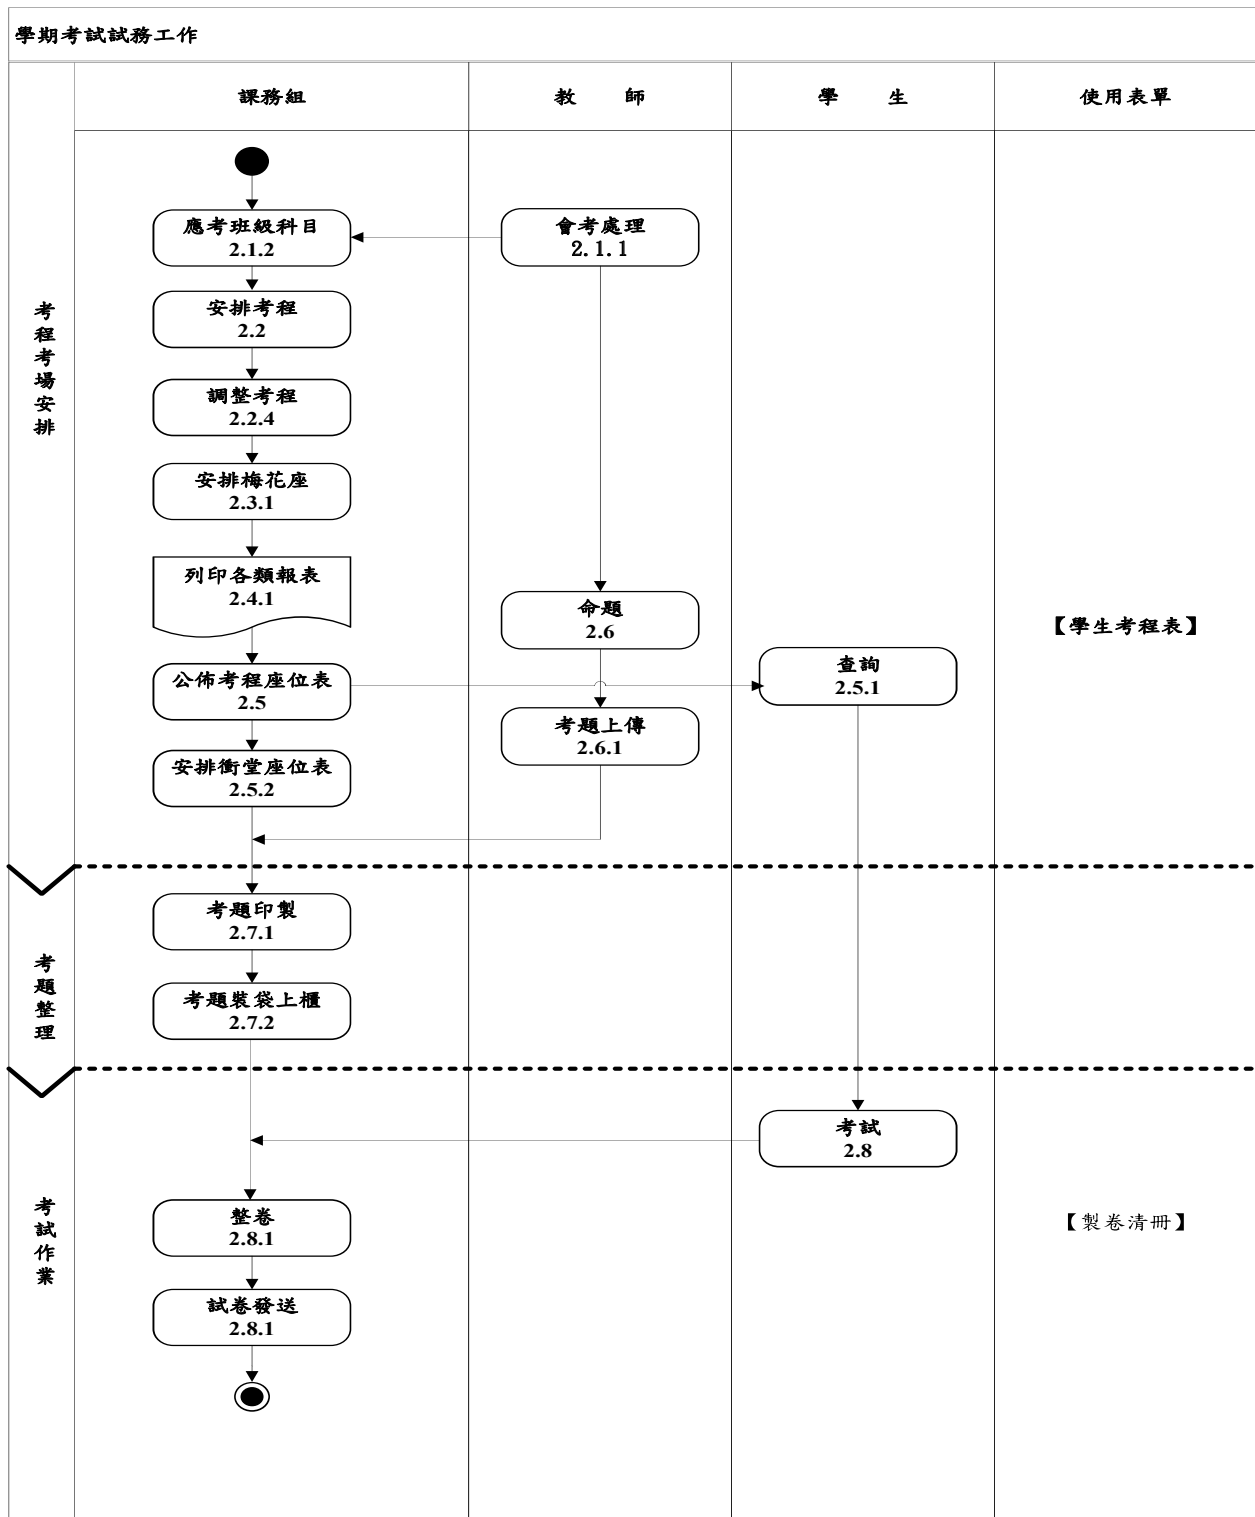 學期考試試務工作
課務組
教 師
學 生
使用表單
考程考場安排
應考班級科目
2.1.2
會考處理
2.1.1
安排考程
2.2
調整考程
2.2.4
安排梅花座
2.3.1
列印各類報表
2.4.1
命題
2.6
【學生考程表】
公佈考程座位表
2.5
查詢
2.5.1
考題上傳
2.6.1
安排衝堂座位表
2.5.2
考題整理
考題印製
2.7.1
考題裝袋上櫃
2.7.2
考試作業
考試
2.8
整卷
2.8.1
【製卷清冊】
試卷發送
2.8.1